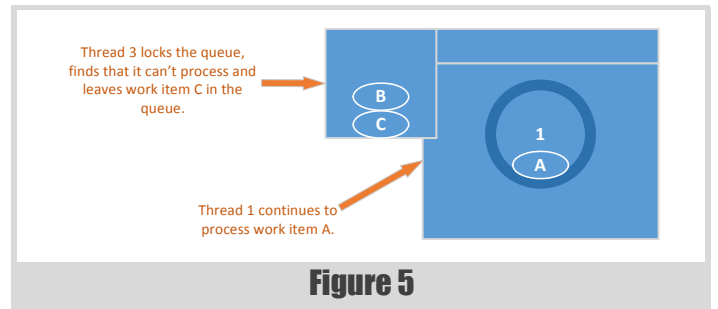 Thread 3 locks the queue,
finds that it can't process and
leaves work item C in the
queue.
B
C
1
A
Thread 1 continues to
process work item A.
Figure 5